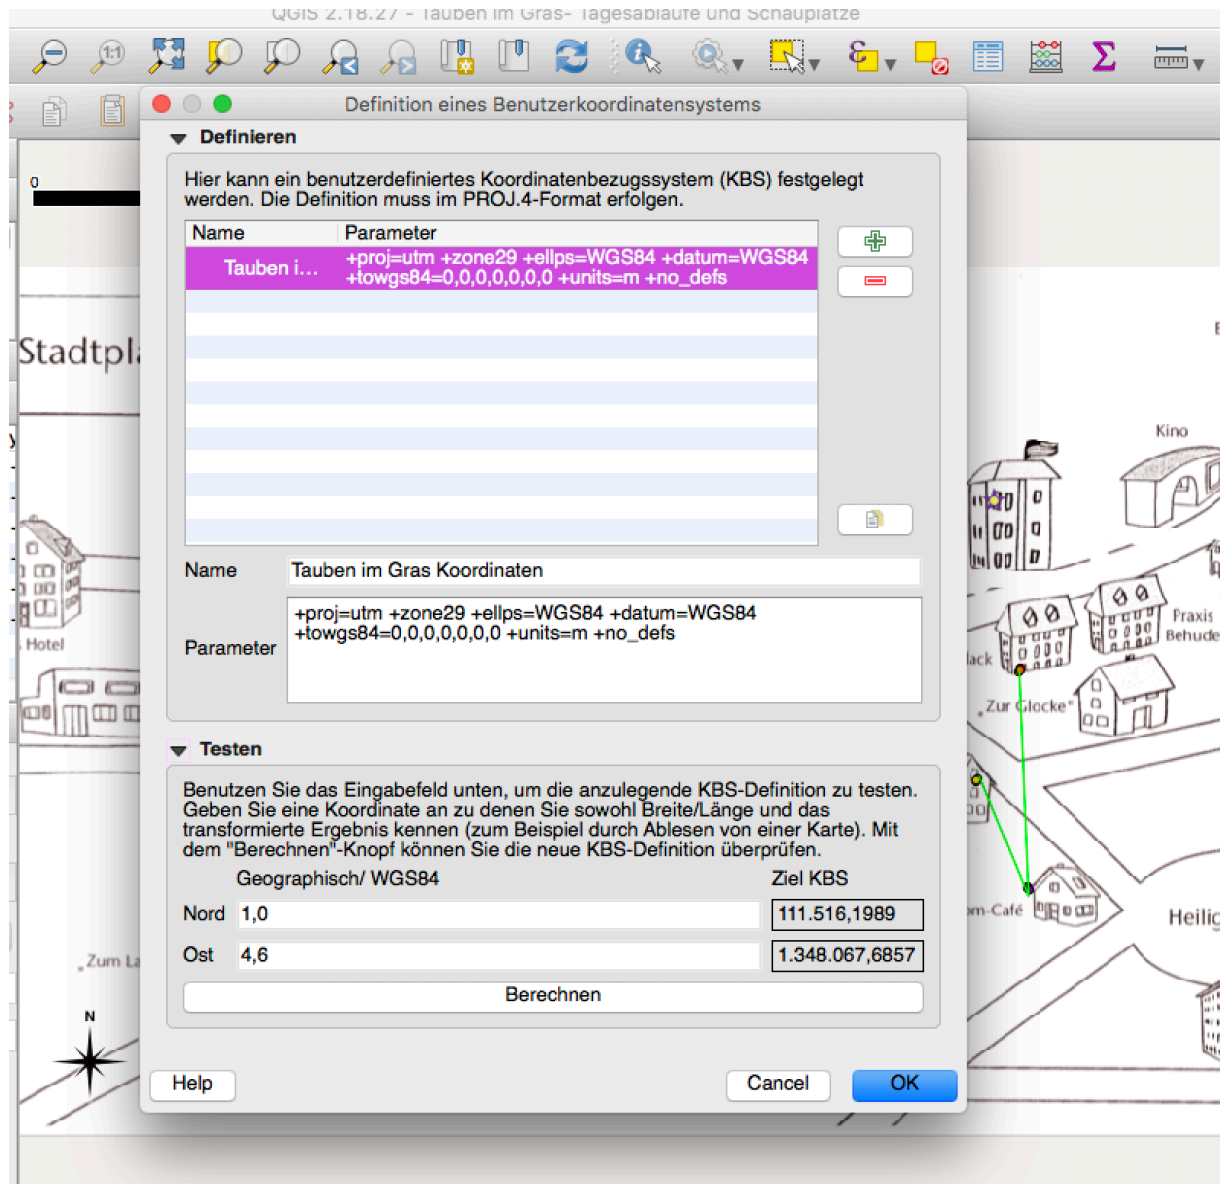 QGIS 2.18.27 - Tauben im Gras- Tagesabläufe und Schauplätze
1:1
Definition eines Benutzerkoordinatensystems
Definieren
0
Hier kann ein benutzerdefiniertes Koordinatenbezugssystem (KBS) festgelegt
werden. Die Definition muss im PROJ.4-Format erfolgen.
Name Parameter
Tauben i... +proj=utm +zone29 +ellps=WGS84 +datum=WGS84
+towgs84=0,0,0,0,0,0,0 +units=m +no_defs
Stadtpla
Kino
Name Tauben im Gras Koordinaten
Parameter +proj=utm +zone29 +ellps=WGS84 +datum=WGS84
+towgs84=0,0,0,0,0,0,0 +units=m +no_defs
Hotel
Praxis
Behude
lack
„Zur Glocke"
Testen
Benutzen Sie das Eingabefeld unten, um die anzulegende KBS-Definition zu testen.
Geben Sie eine Koordinate an zu denen Sie sowohl Breite/Länge und das
transformierte Ergebnis kennen (zum Beispiel durch Ablesen von einer Karte). Mit
dem "Berechnen"-Knopf können Sie die neue KBS-Definition überprüfen.
Geographisch/ WGS84 Ziel KBS
Nord 1,0 111.516,1989
Ost 4,6 1.348.067,6857
Berechnen
om-Café
Heilig
„Zum La
N
Help Cancel OK